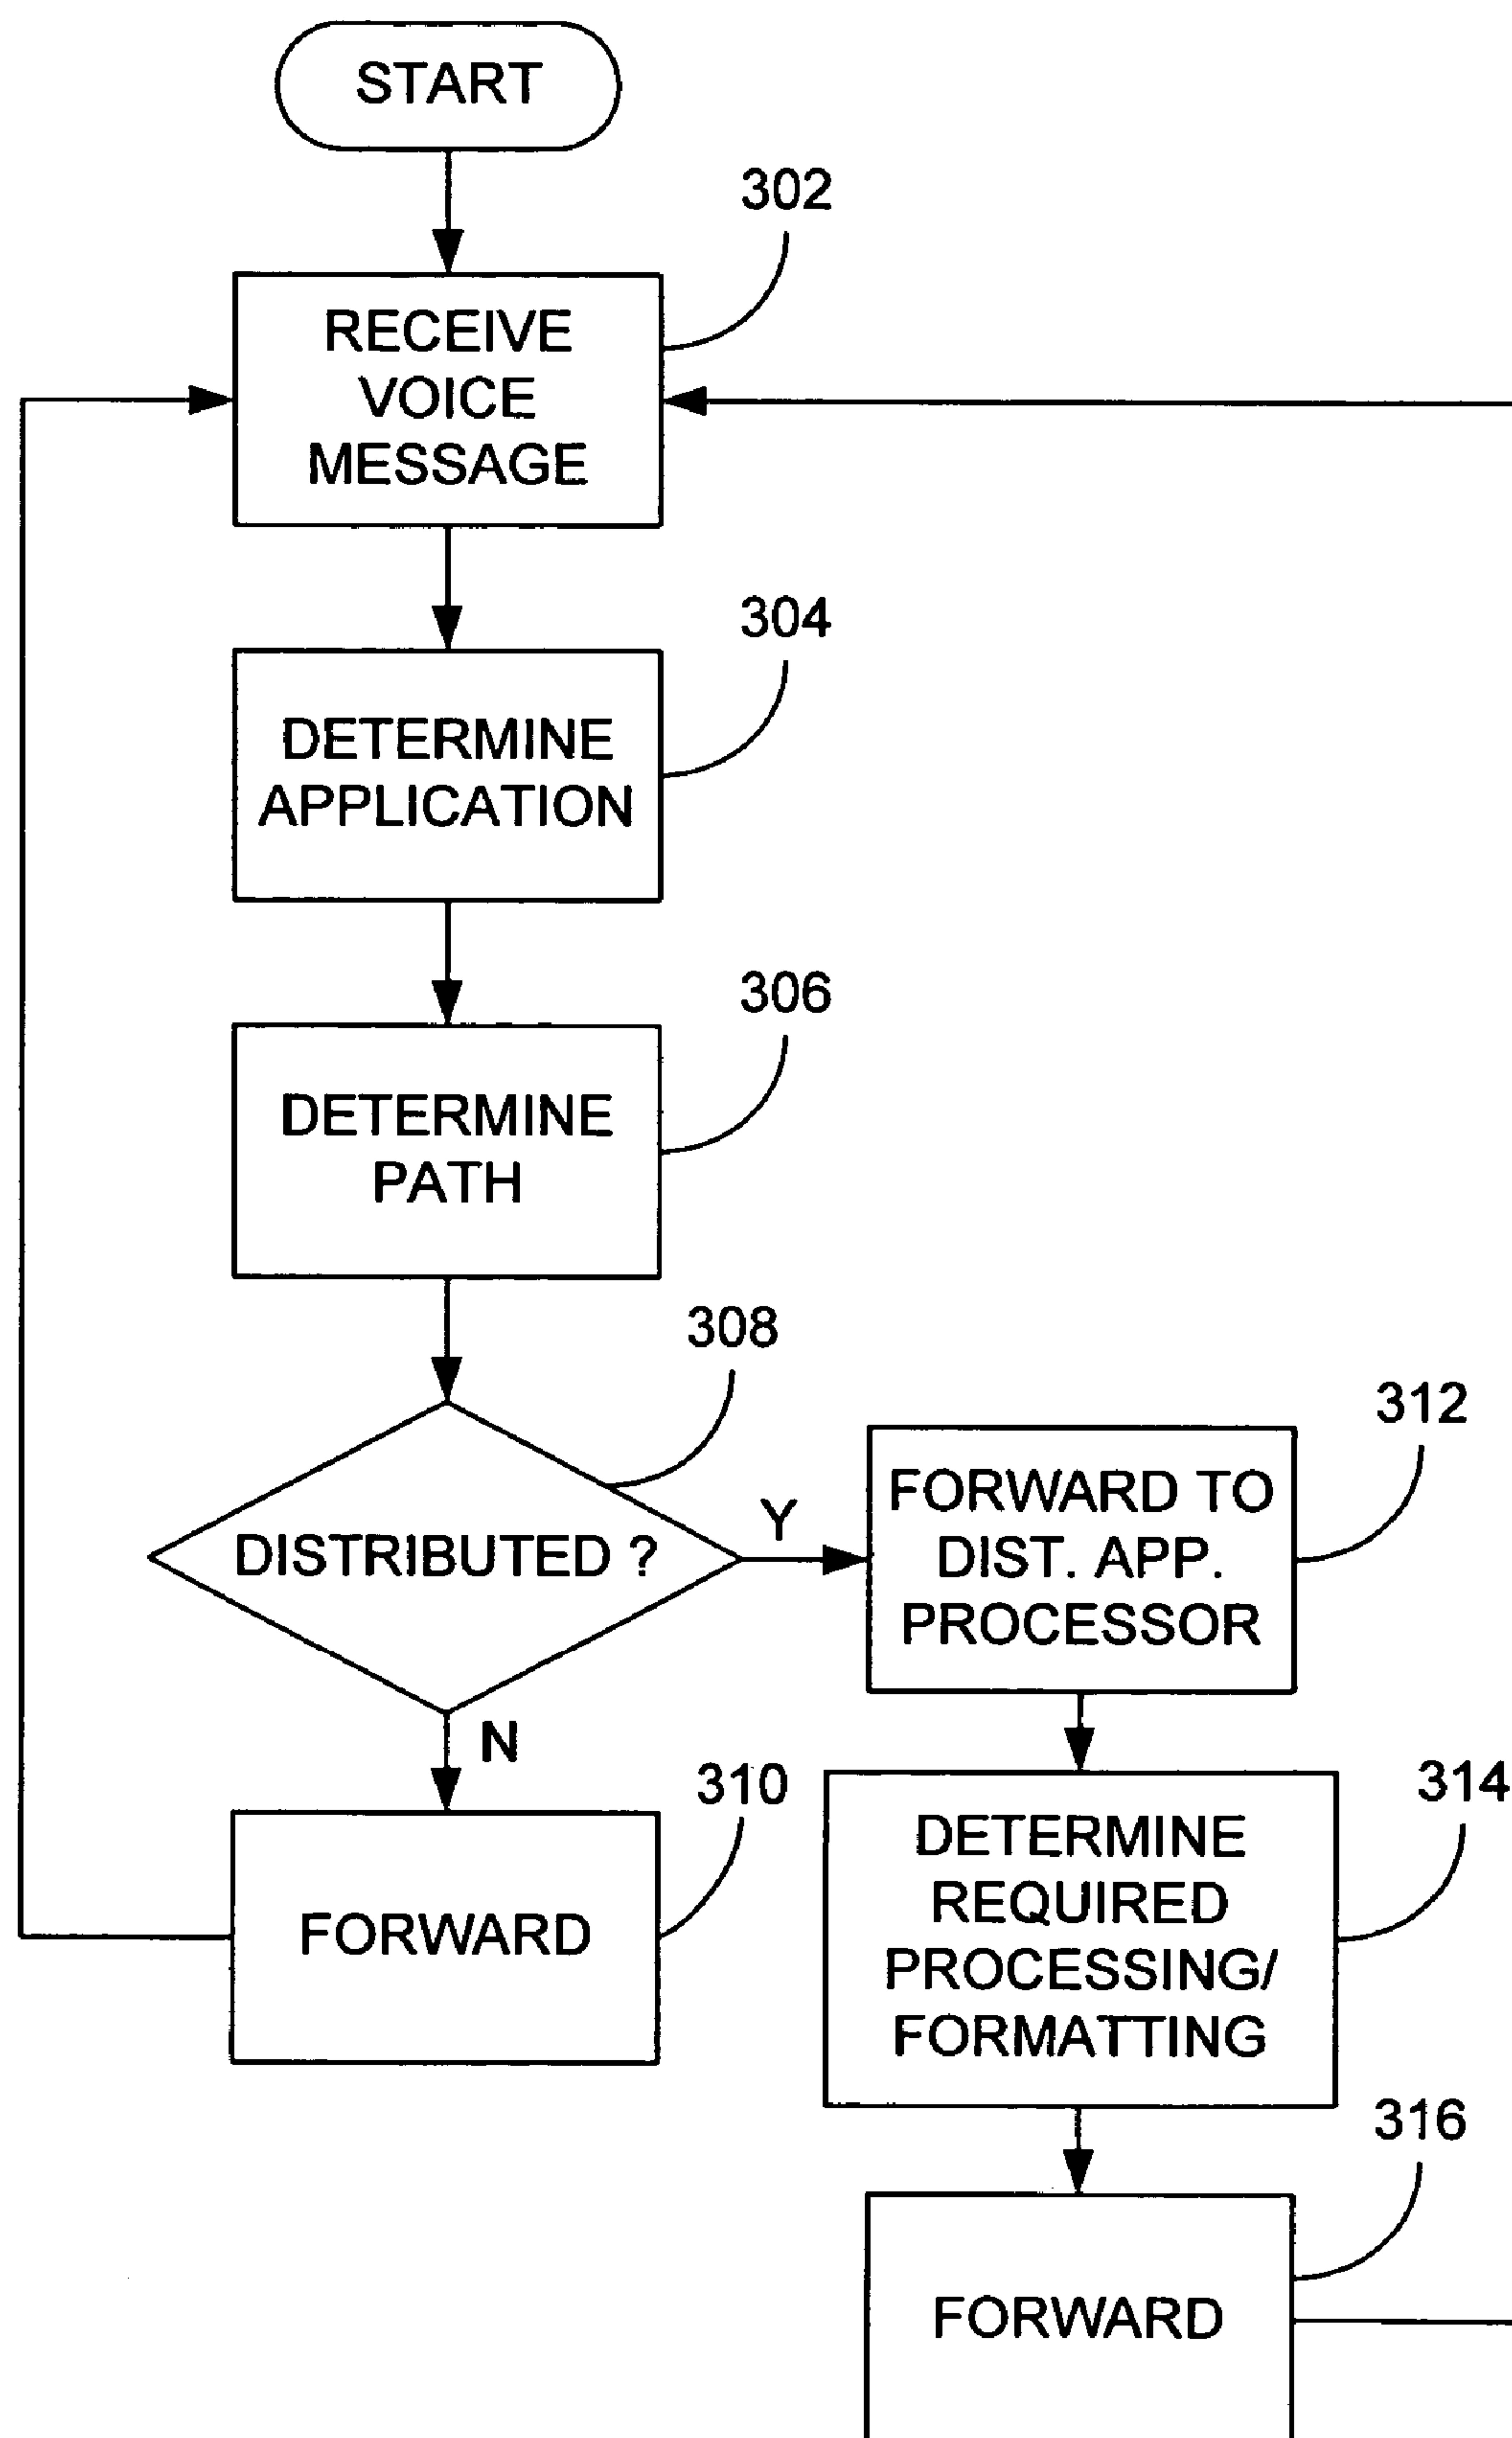 START
302
RECEIVE
VOICE
MESSAGE
304
DETERMINE
APPLICATION
306
DETERMINE
PATH
308
DISTRIBUTED ?
Y
312
FORWARD TO
DIST. APP.
PROCESSOR
N
310
FORWARD
314
DETERMINE
REQUIRED
PROCESSING/
FORMATTING
316
FORWARD